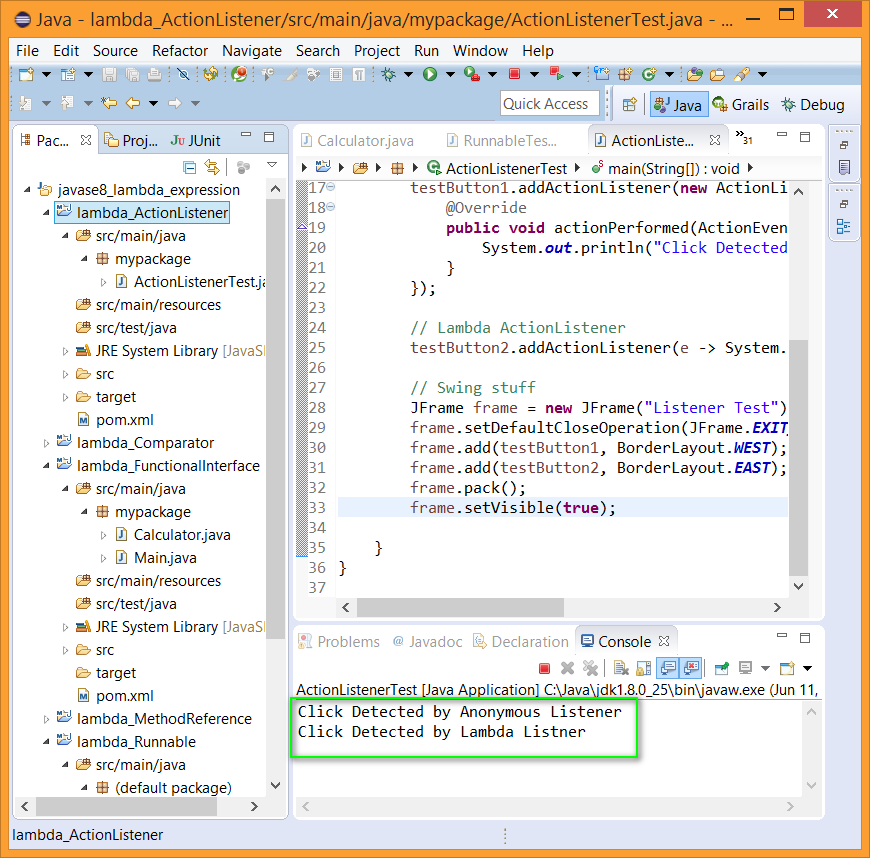 Java - lambda_ActionListener/src/main/java/mypackage/ActionListenerTest.java - ...
File Edit Source Refactor Navigate Search Project Run Window Help
Quick Access Java Grails Debug
Pac... Proj... JUnit
javase8_lambda_expression
lambda_ActionListener
src/main/java
mypackage
ActionListenerTest.ja
src/main/resources
src/test/java
JRE System Library [JavaSE
src
target
pom.xml
lambda_Comparator
lambda_FunctionalInterface
src/main/java
mypackage
Calculator.java
Main.java
src/main/resources
src/test/java
JRE System Library [JavaSE
src
target
pom.xml
lambda_MethodReference
lambda_Runnable
src/main/java
(default package)
Calculator.java RunnableTes... ActionListe... »31
ActionListenerTest main(String[]) : void
17 testButton1.addActionListener(new ActionLi
18 @Override
19 public void actionPerformed(ActionEven
20 System.out.println("Click Detected
21 }
22 });
23
24 // Lambda ActionListener
25 testButton2.addActionListener(e -> System.
26
27 // Swing stuff
28 JFrame frame = new JFrame("Listener Test")
29 frame.setDefaultCloseOperation(JFrame.EXIT_
30 frame.add(testButton1, BorderLayout.WEST);
31 frame.add(testButton2, BorderLayout.EAST);
32 frame.pack();
33 frame.setVisible(true);
34
35 }
36 }
37
Problems @ Javadoc Declaration Console
ActionListenerTest [Java Application] C:\Java\jdk1.8.0_25\bin\javaw.exe (Jun 11,
Click Detected by Anonymous Listener
Click Detected by Lambda Listner
lambda_ActionListener